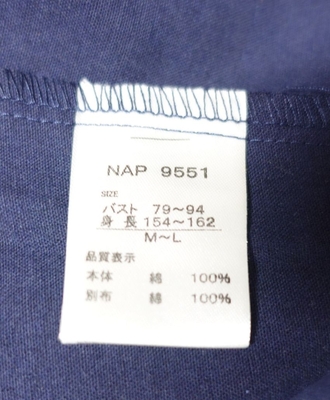 NAP 9551
SIZE
バスト 79～94
身長 154～162
M～L
品質表示
本体 綿 100%
別布 綿 100%